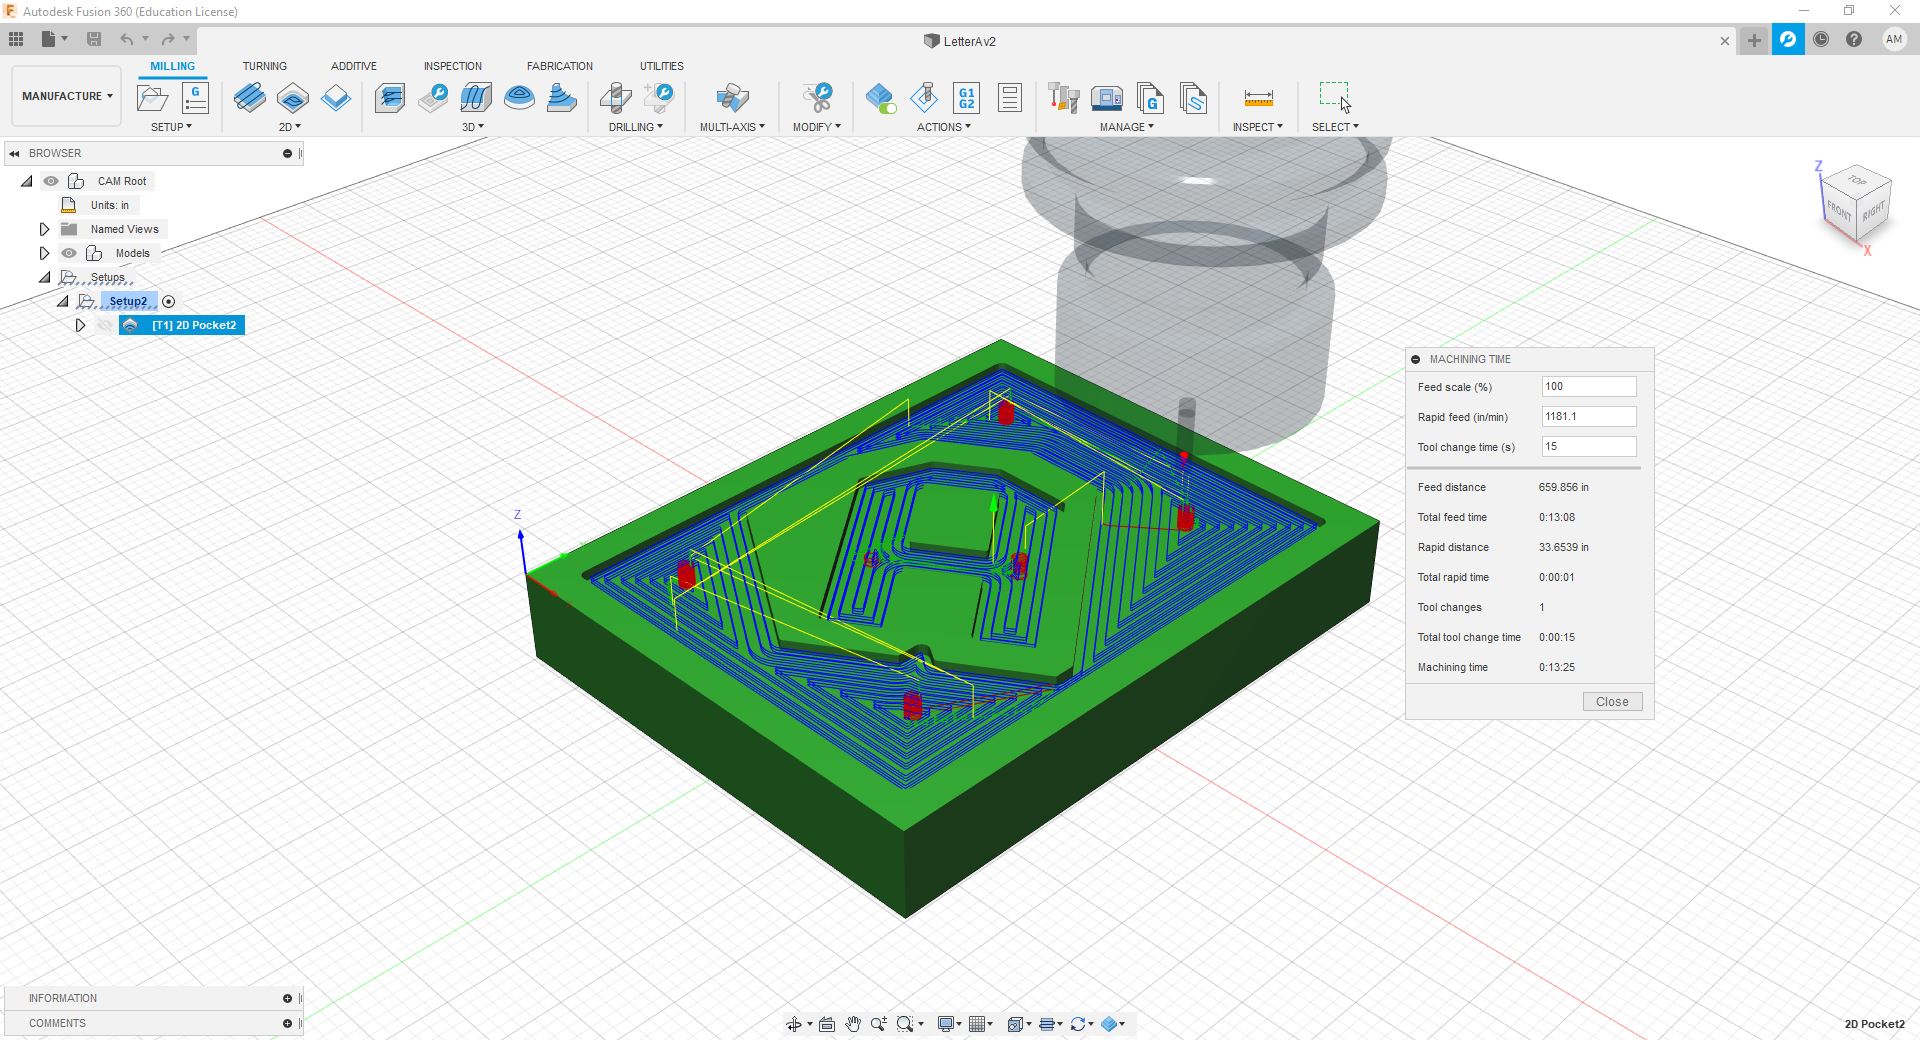 Autodesk Fusion 360 (Education License)
LetterAv2
AM
MILLING TURNING ADDITIVE INSPECTION FABRICATION UTILITIES
MANUFACTURE
G
G1
G2
G
SETUP 2D 3D DRILLING MULTI-AXIS MODIFY ACTIONS MANAGE INSPECT SELECT
BROWSER
CAM Root
Units: in
Named Views
Models
Setups
Setup2
[T1] 2D Pocket2
Z
TOP
FRONT
RIGHT
X
Z
MACHINING TIME
Feed scale (%) 100
Rapid feed (in/min) 1181.1
Tool change time (s) 15
Feed distance 659.856 in
Total feed time 0:13:08
Rapid distance 33.6539 in
Total rapid time 0:00:01
Tool changes 1
Total tool change time 0:00:15
Machining time 0:13:25
Close
INFORMATION
COMMENTS
2D Pocket2